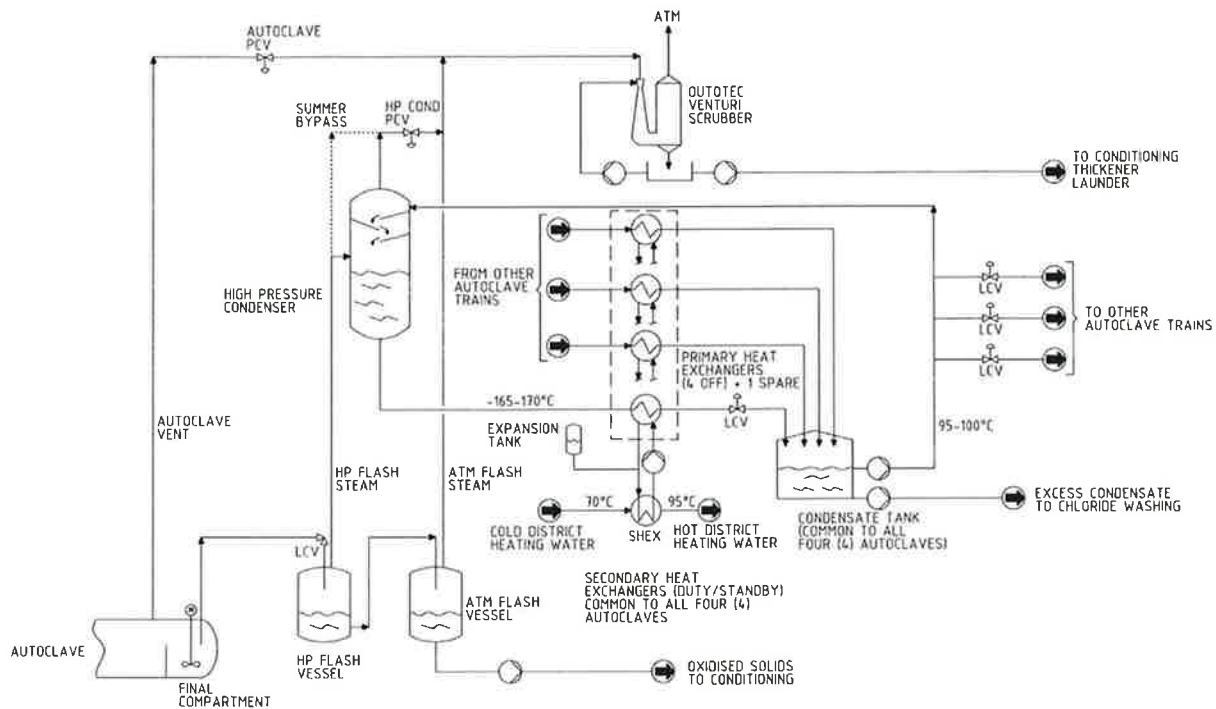 ATM
AUTOCLAVE
PCV
OUTOTEC
VENTURI
SCRUBBER
SUMMER
BYPASS
HP COND
PCV
TO CONDITIONING
THICKENER
LAUNDER
FROM OTHER
AUTOCLAVE
TRAINS
HIGH PRESSURE
CONDENSER
LCV
LCV
LCV
TO OTHER
AUTOCLAVE TRAINS
PRIMARY HEAT
EXCHANGERS
(4 OFF) + 1 SPARE
~165-170°C
LCV
EXPANSION
TANK
95-100°C
AUTOCLAVE
VENT
HP FLASH
STEAM
ATM FLASH
STEAM
70°C
95°C
COLD DISTRICT
HEATING WATER
SHEX
HOT DISTRICT
HEATING WATER
CONDENSATE TANK
(COMMON TO ALL
FOUR (4) AUTOCLAVES)
EXCESS CONDENSATE
TO CHLORIDE WASHING
LCV
SECONDARY HEAT
EXCHANGERS (DUTY/STANDBY)
COMMON TO ALL FOUR (4)
AUTOCLAVES
ATM FLASH
VESSEL
AUTOCLAVE
HP FLASH
VESSEL
FINAL
COMPARTMENT
OXIDISED SOLIDS
TO CONDITIONING